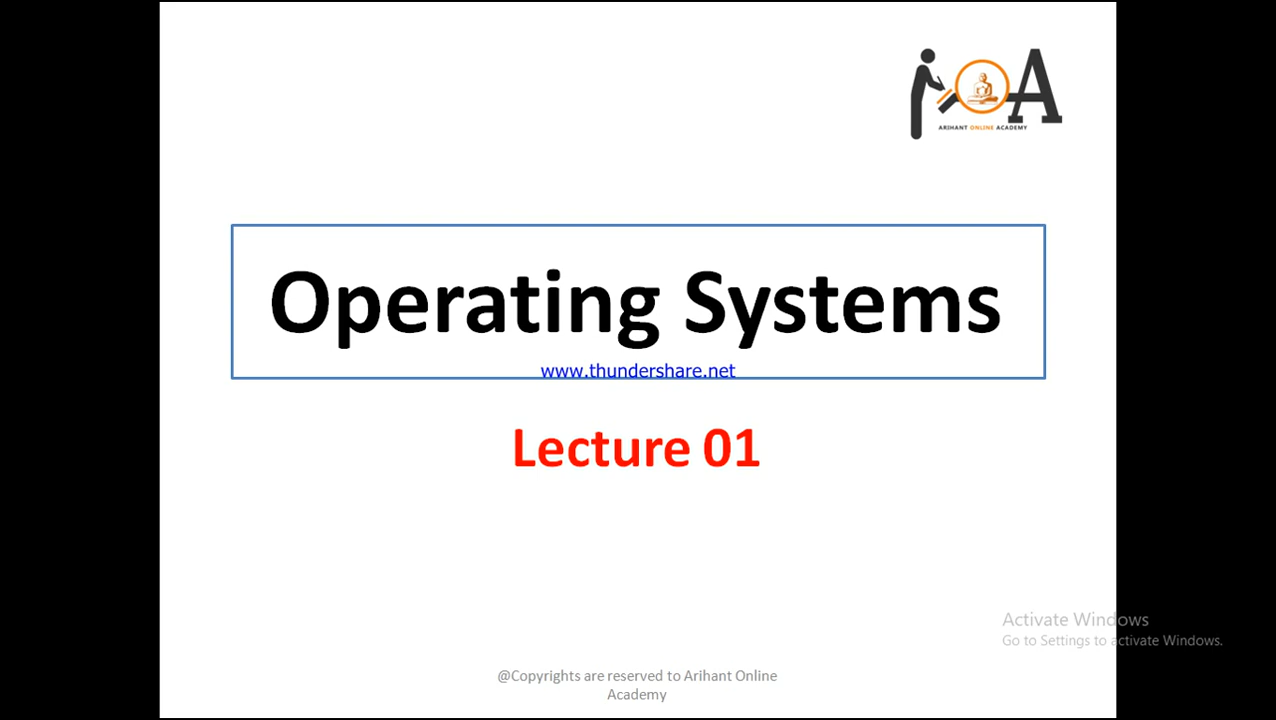 A
ARIHANT ONLINE ACADEMY
Operating Systems
www.thundershare.net
Lecture 01
Activate Windows
Go to Settings to activate Windows.
@Copyrights are reserved to Arihant Online
Academy